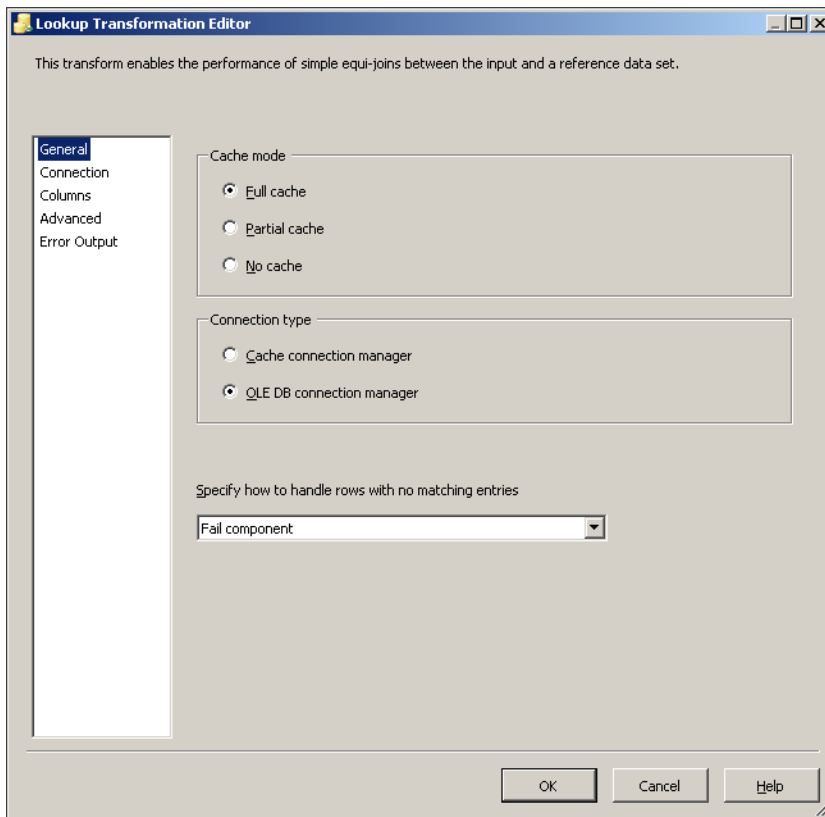 Lookup Transformation Editor
This transform enables the performance of simple equi-joins between the input and a reference data set.
General
Connection
Columns
Advanced
Error Output
Cache mode
Full cache
Partial cache
No cache
Connection type
Cache connection manager
OLE DB connection manager
Specify how to handle rows with no matching entries
Fail component
OK Cancel Help